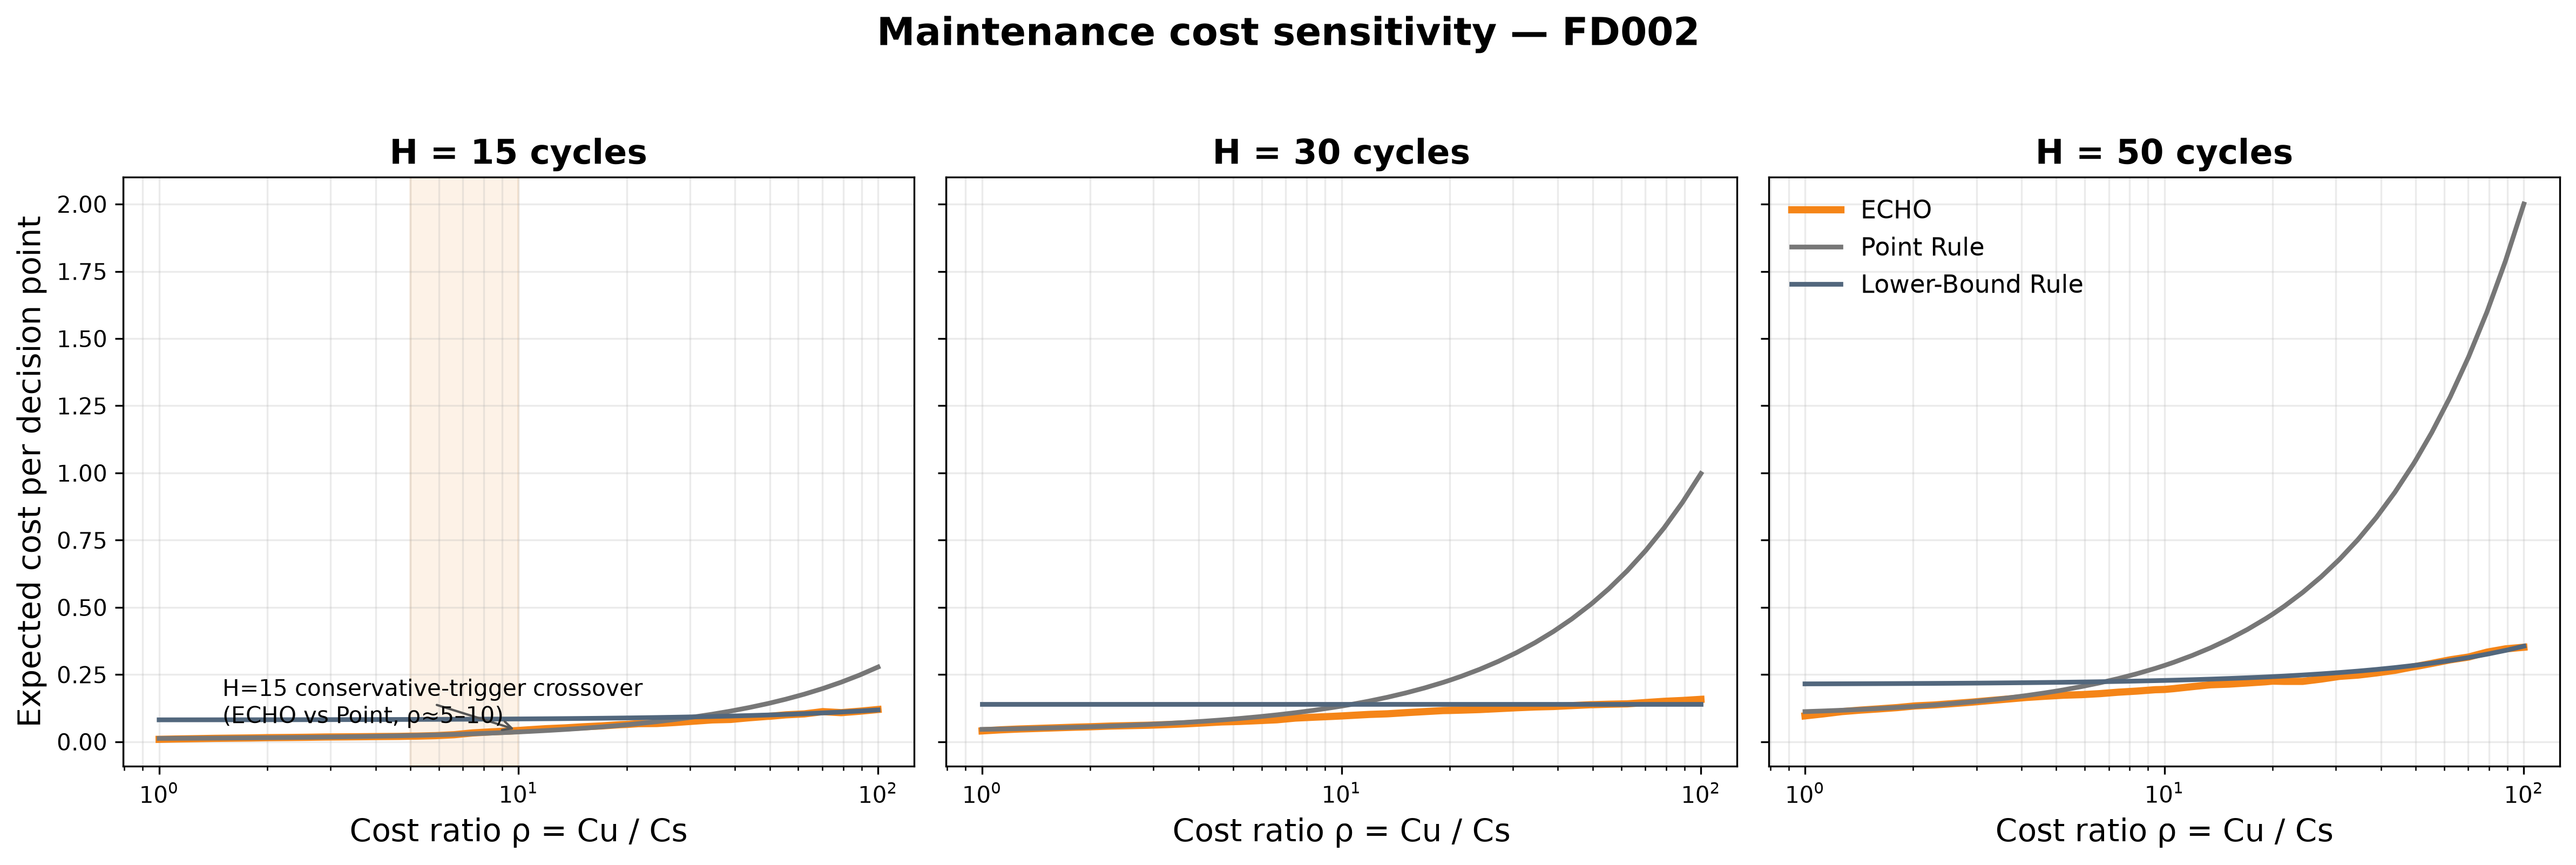 Maintenance cost sensitivity — FD002
H = 15 cycles
H = 30 cycles
H = 50 cycles
Expected cost per decision point
2.00
1.75
1.50
1.25
1.00
0.75
0.50
0.25
0.00
H=15 conservative-trigger crossover
(ECHO vs Point, ρ≈5–10)
ECHO
Point Rule
Lower-Bound Rule
10⁰
10¹
10²
10⁰
10¹
10²
10⁰
10¹
10²
Cost ratio ρ = Cu / Cs
Cost ratio ρ = Cu / Cs
Cost ratio ρ = Cu / Cs